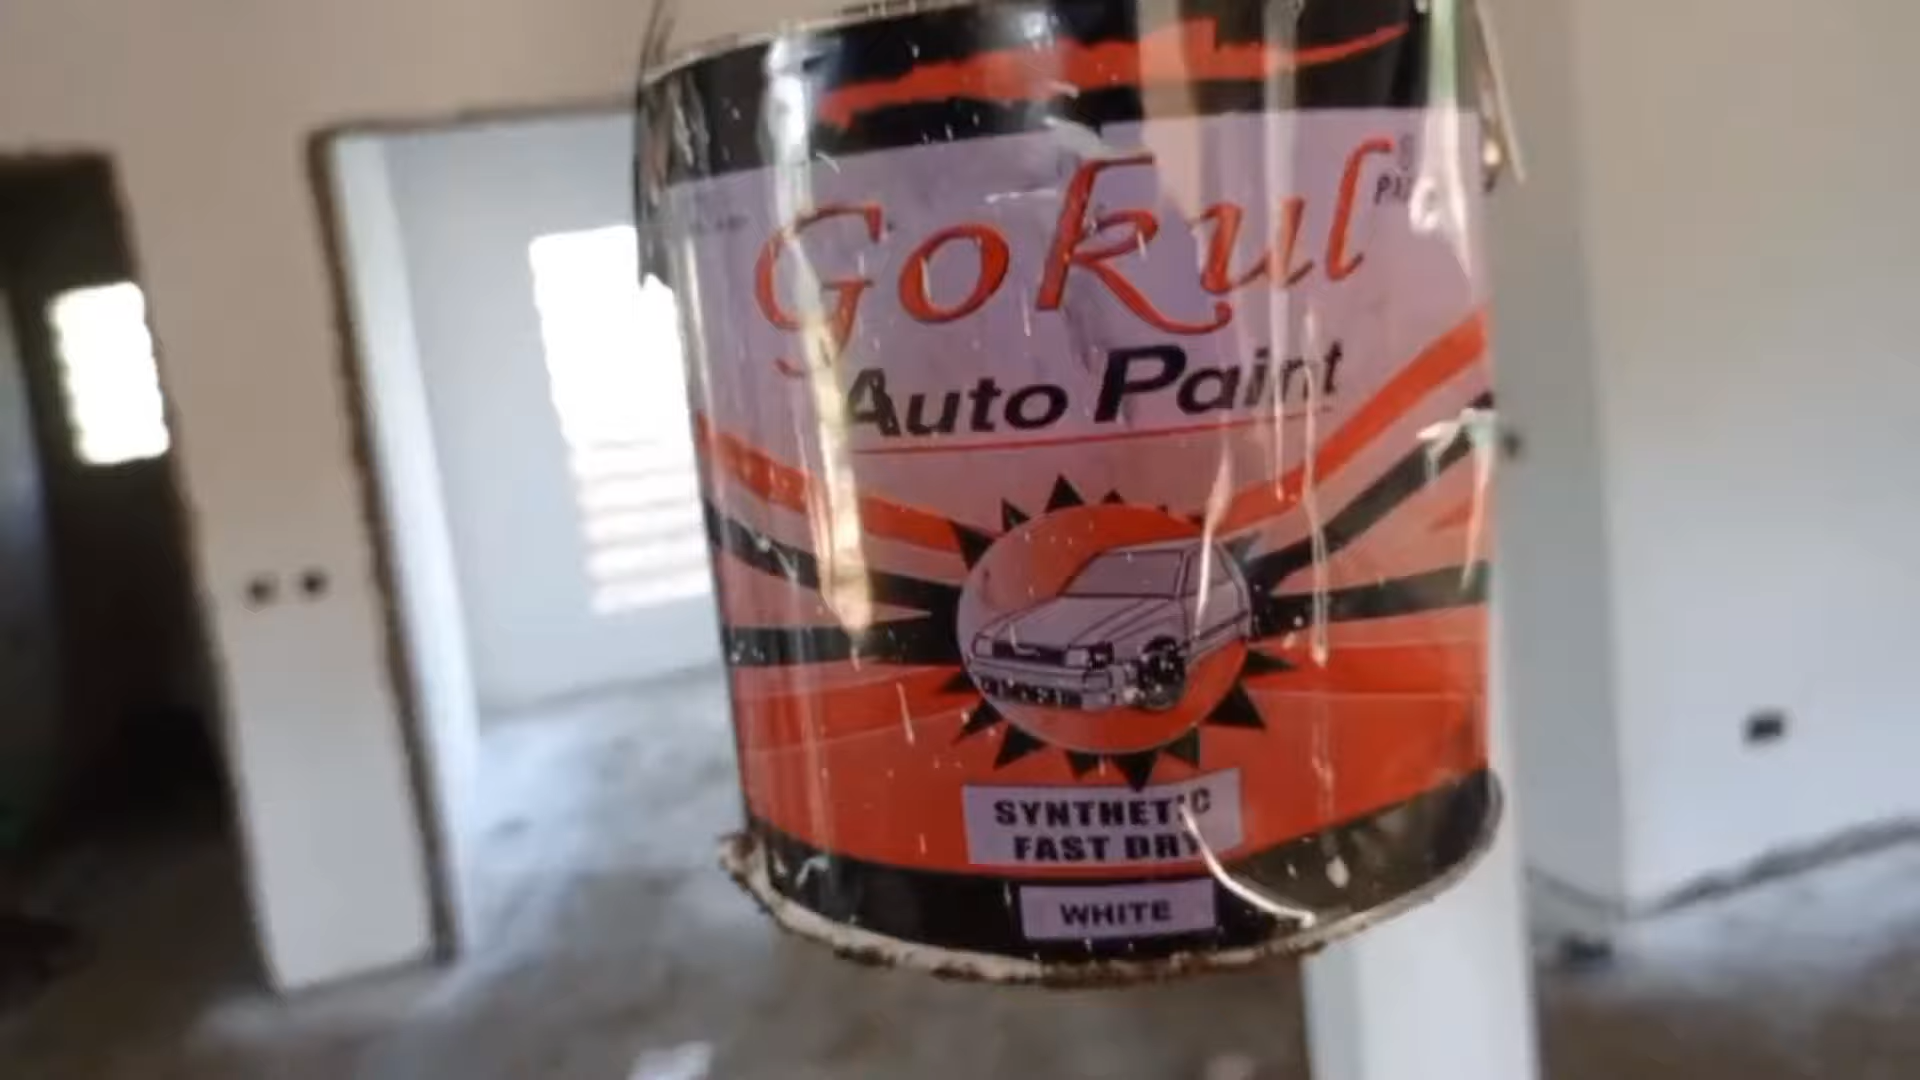 Gokul
Auto Paint
SYNTHETIC
FAST DRY
WHITE